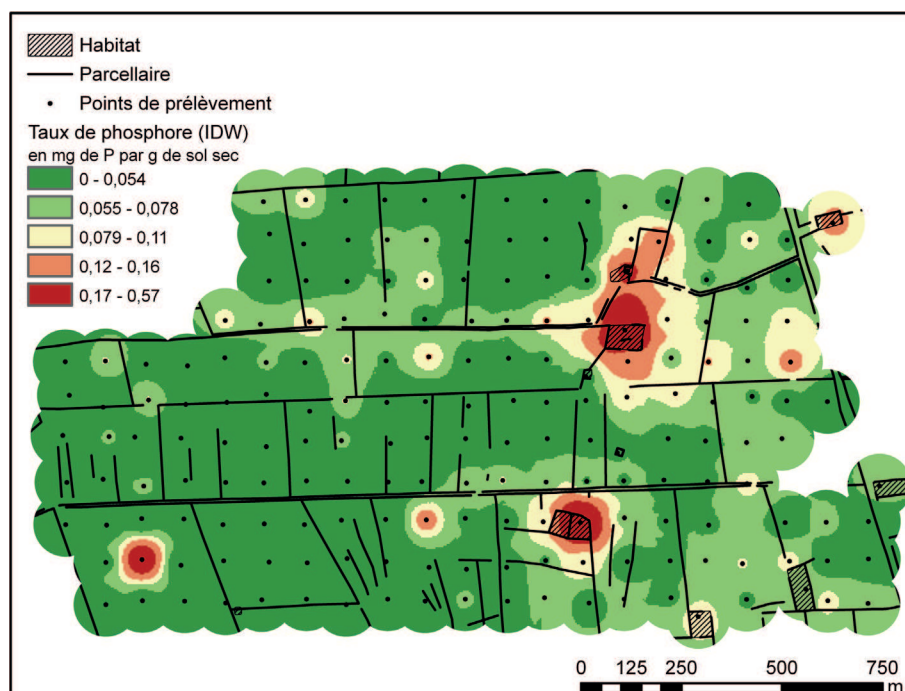 Habitat
Parcellaire
Points de prélèvement
Taux de phosphore (IDW)
en mg de P par g de sol sec
0 - 0,054
0,055 - 0,078
0,079 - 0,11
0,12 - 0,16
0,17 - 0,57
0 125 250 500 750
m